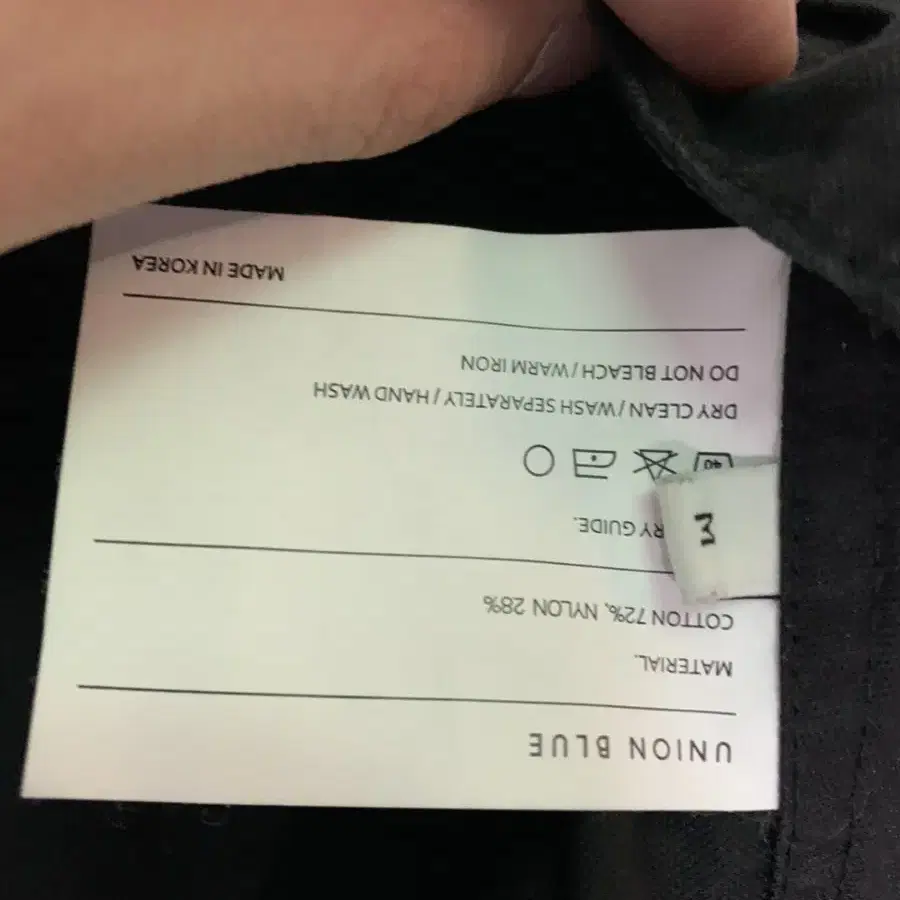 UNION BLUE
MATERIAL.
COTTON 72%, NYLON 28%
RY GUIDE.
M
40
DRY CLEAN / WASH SEPARATELY / HAND WASH
DO NOT BLEACH / WARM IRON
MADE IN KOREA